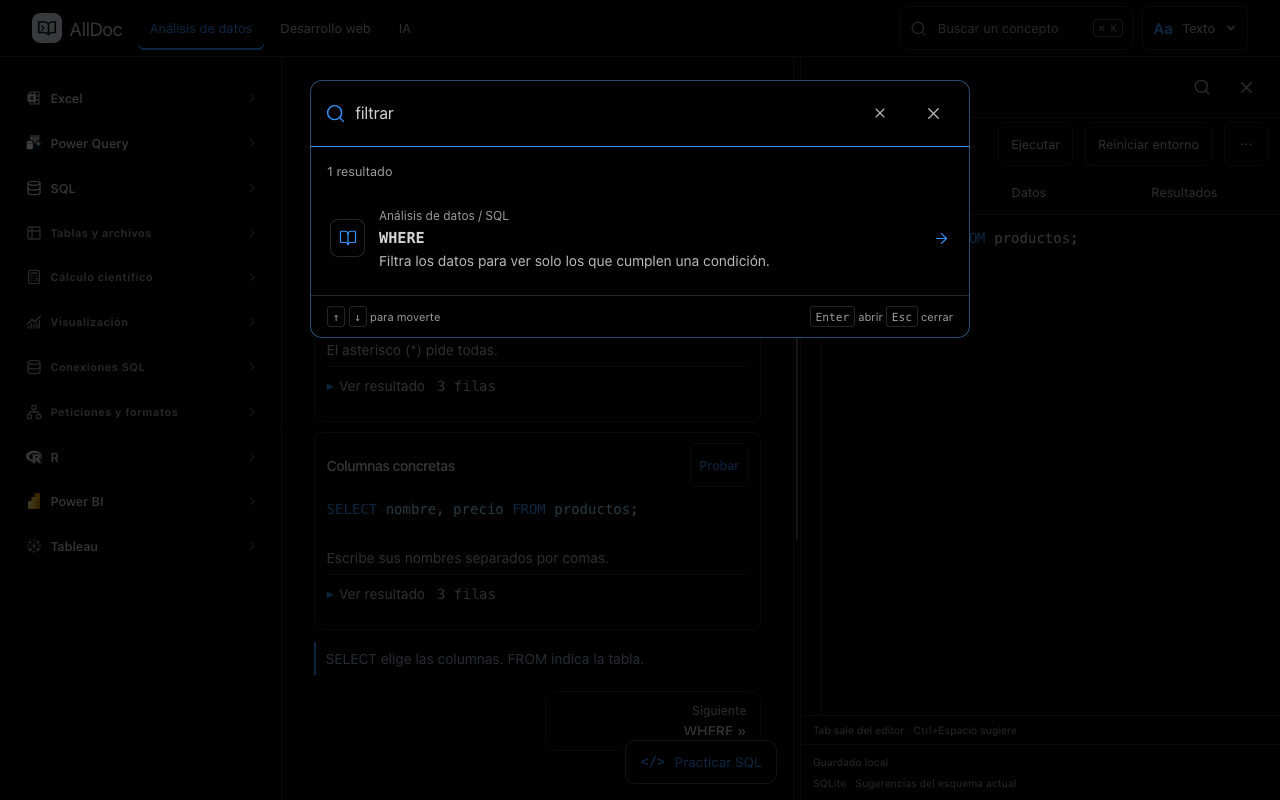 AllDoc
Análisis de datos
Desarrollo web
IA
Buscar un concepto
⌘ K
Aa Texto
Excel
Power Query
SQL
Tablas y archivos
Cálculo científico
Visualización
Conexiones SQL
Peticiones y formatos
R
Power BI
Tableau
filtrar
1 resultado
Análisis de datos / SQL
WHERE
Filtra los datos para ver solo los que cumplen una condición.
↑ ↓ para moverte
Enter abrir Esc cerrar
El asterisco (*) pide todas.
▸ Ver resultado 3 filas
Columnas concretas
Probar
SELECT nombre, precio FROM productos;
Escribe sus nombres separados por comas.
▸ Ver resultado 3 filas
SELECT elige las columnas. FROM indica la tabla.
Siguiente
WHERE »
</> Practicar SQL
Ejecutar
Reiniciar entorno
···
Datos
Resultados
OM productos;
Tab sale del editor · Ctrl+Espacio sugiere
Guardado local
SQLite · Sugerencias del esquema actual